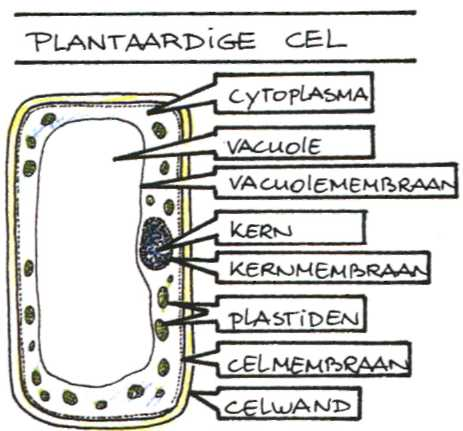 PLANTAARDIGE CEL
CYTOPLASMA
VACUOLE
VACUOLEMEMBRAAN
KERN
KERNMEMBRAAN
PLASTIDEN
CELMEMBRAAN
CELWAND